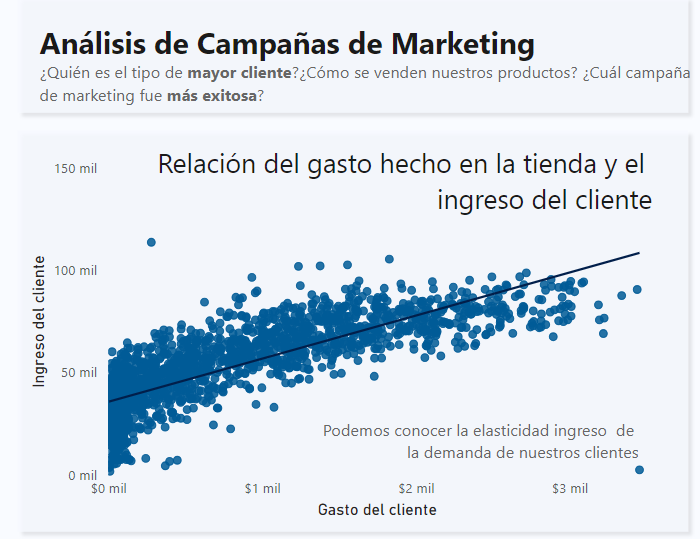 Análisis de Campañas de Marketing
¿Quién es el tipo de mayor cliente?¿Cómo se venden nuestros productos? ¿Cuál campaña
de marketing fue más exitosa?
Relación del gasto hecho en la tienda y el
ingreso del cliente
150 mil
100 mil
50 mil
0 mil
Ingreso del cliente
Podemos conocer la elasticidad ingreso  de
la demanda de nuestros clientes
$0 mil
$1 mil
$2 mil
$3 mil
Gasto del cliente